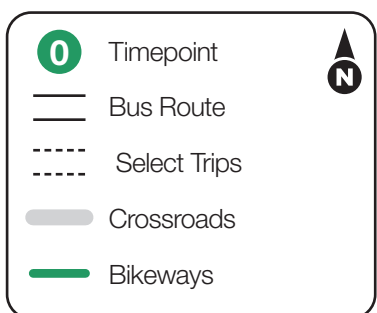 0 Timepoint
N
Bus Route
Select Trips
Crossroads
Bikeways